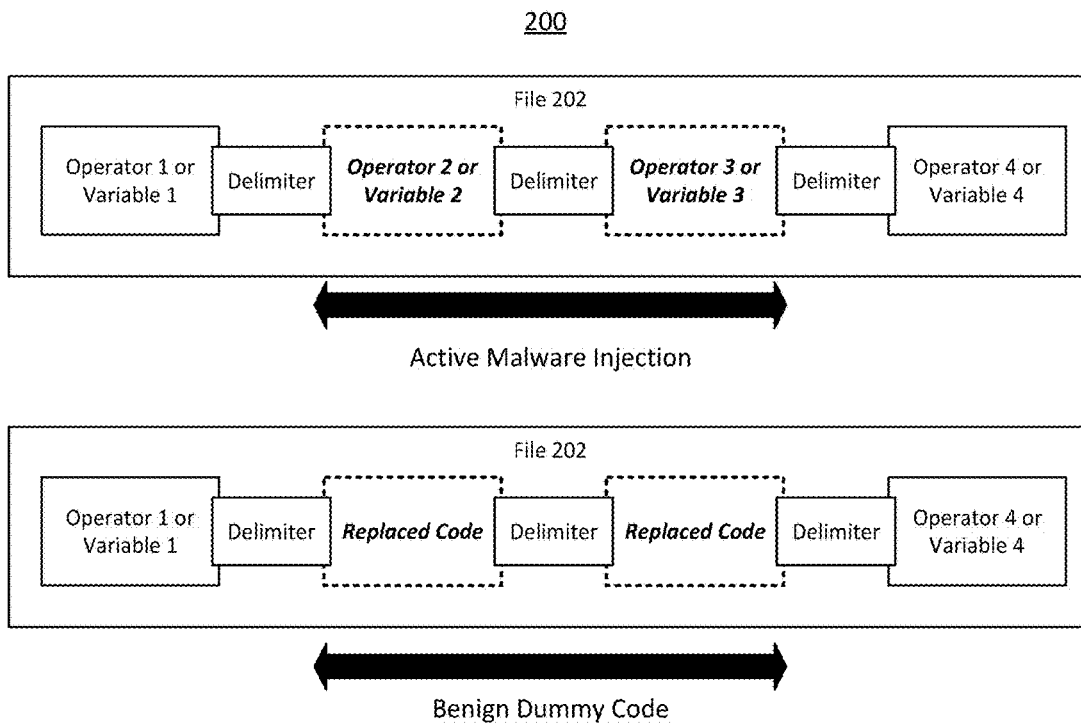 200
File 202
Operator 1 or
Variable 1
Delimiter
Operator 2 or
Variable 2
Delimiter
Operator 3 or
Variable 3
Delimiter
Operator 4 or
Variable 4
Active Malware Injection
File 202
Operator 1 or
Variable 1
Delimiter
Replaced Code
Delimiter
Replaced Code
Delimiter
Operator 4 or
Variable 4
Benign Dummy Code